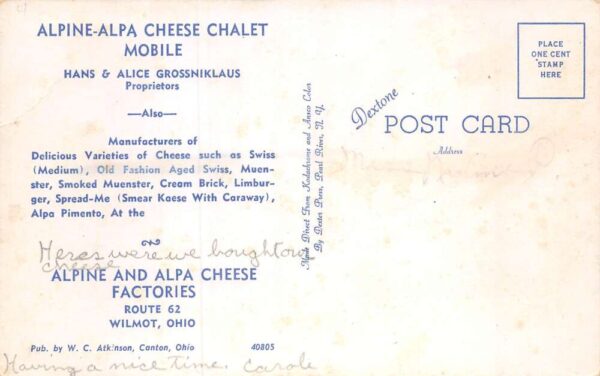 ALPINE-ALPA CHEESE CHALET
MOBILE
HANS & ALICE GROSSNIKLAUS
Proprietors
—Also—
Manufacturers of
Delicious Varieties of Cheese such as Swiss
(Medium), Old Fashion Aged Swiss, Muen-
ster, Smoked Muenster, Cream Brick, Limbur-
ger, Spread-Me (Smear Kaese With Caraway),
Alpa Pimento, At the
Heres were we bought our
cheese
ALPINE AND ALPA CHEESE
FACTORIES
ROUTE 62
WILMOT, OHIO
Pub. by W. C. Atkinson, Canton, Ohio 40805
Having a nice time. Carole
Made Direct From Kodachrome and Ansco Color
By Dexter Press, Pearl River, N. Y.
Dextone
POST CARD
Address
PLACE
ONE CENT
STAMP
HERE